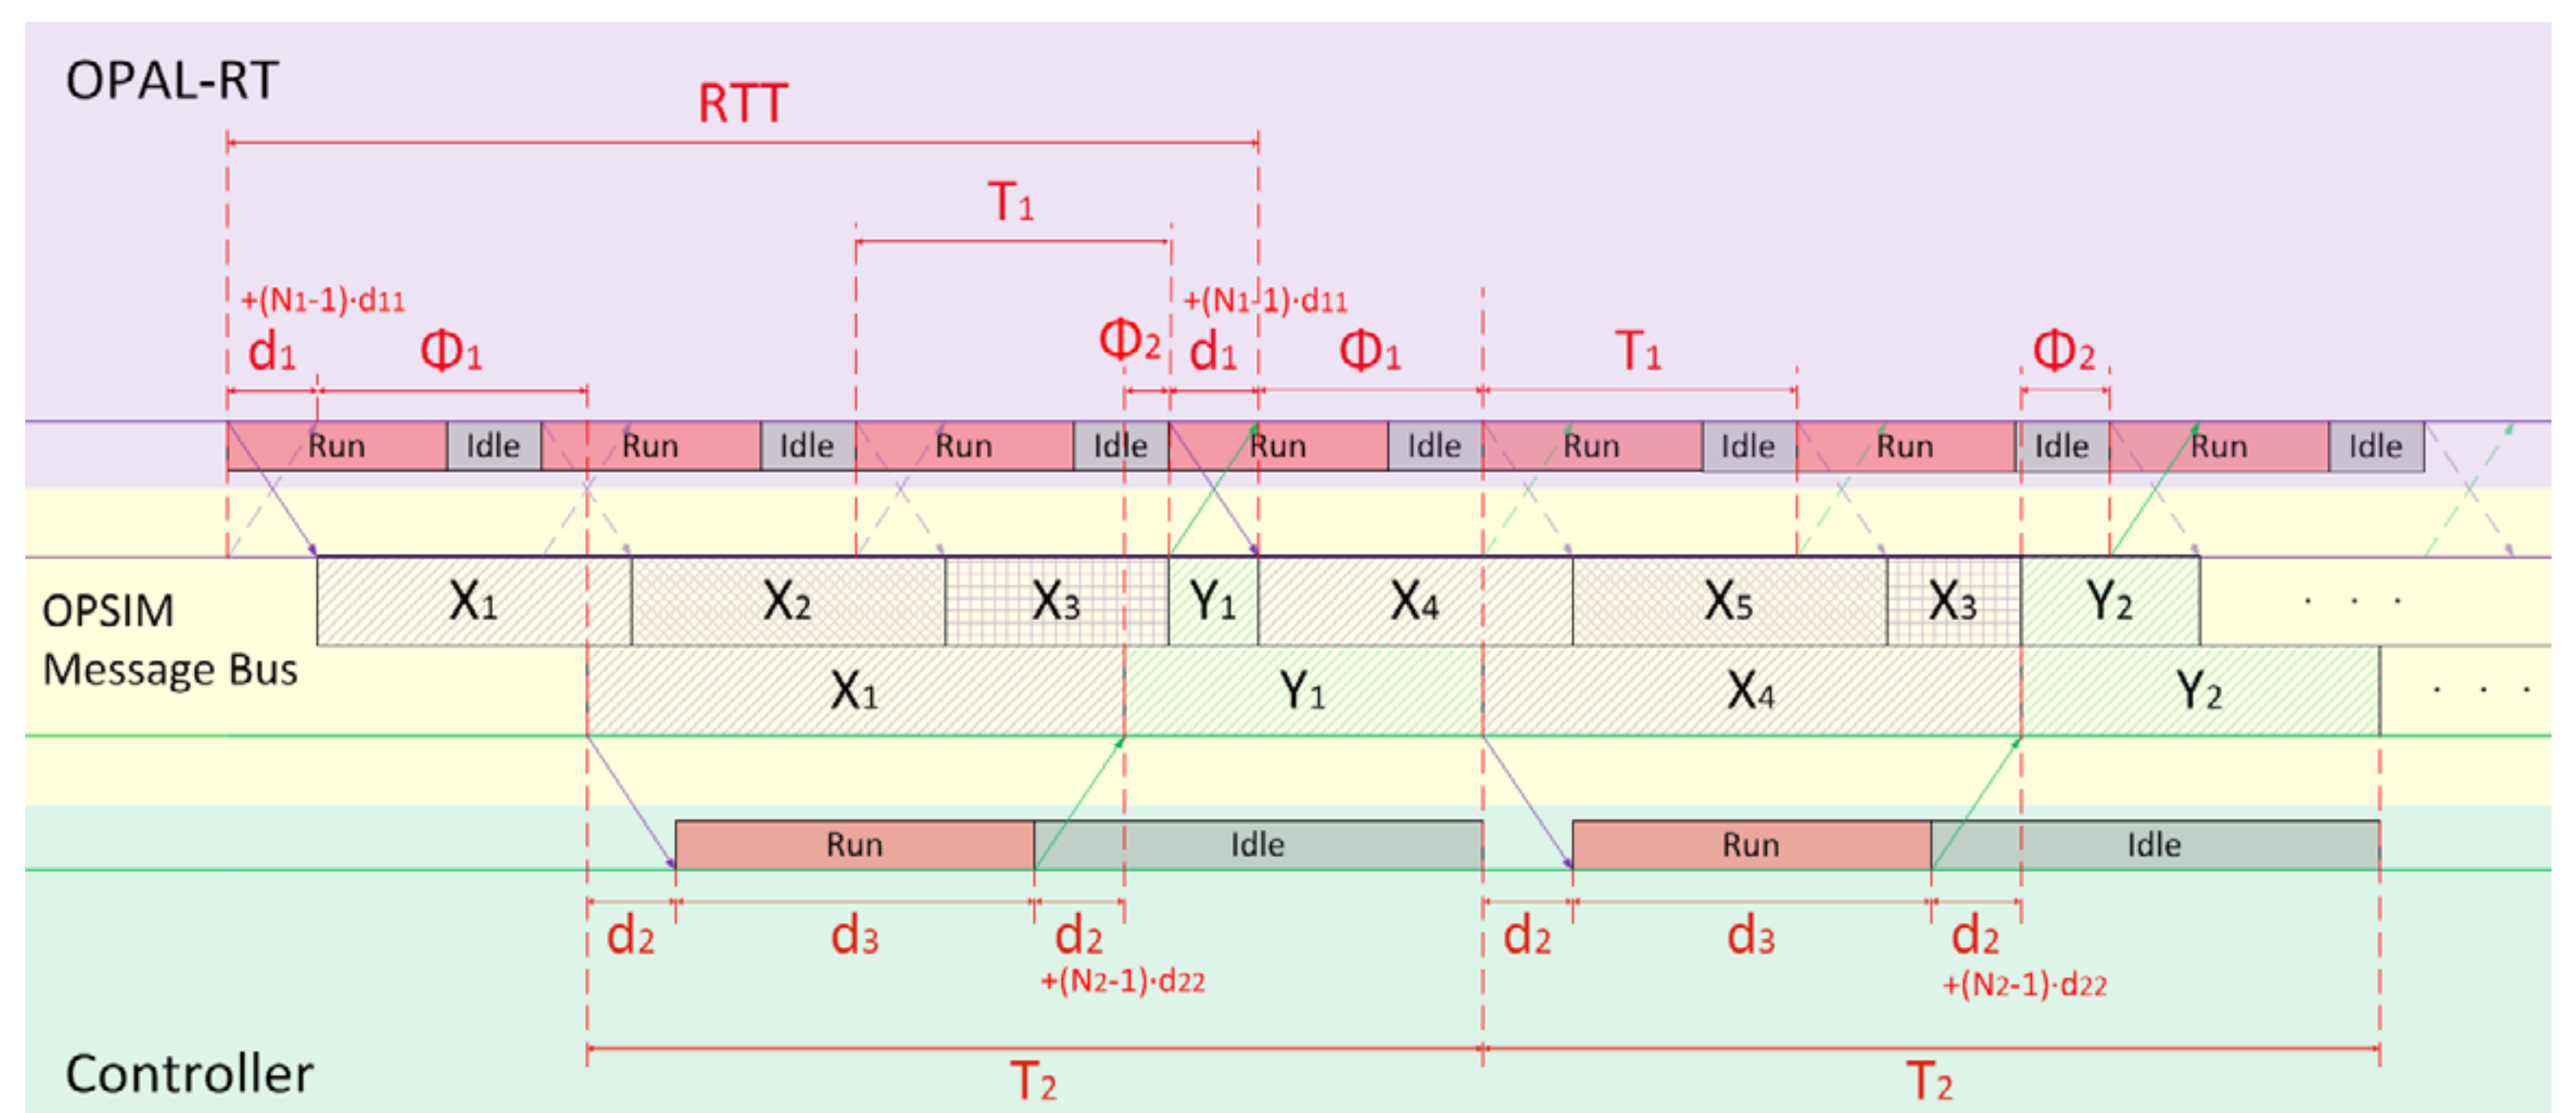 OPAL-RT
RTT
T1
+(N1-1)·d11
+(N1-1)·d11
d1
Φ1
Φ2
d1
Φ1
T1
Φ2
Run Idle Run Idle Run Idle Run Idle Run Idle Run Idle Run Idle
OPSIM
Message Bus
X1 X2 X3 Y1 X4 X5 X3 Y2 · · ·
X1 Y1 X4 Y2 · · ·
Run Idle Run Idle
d2 d3 d2 d2 d3 d2
+(N2-1)·d22 +(N2-1)·d22
Controller
T2 T2